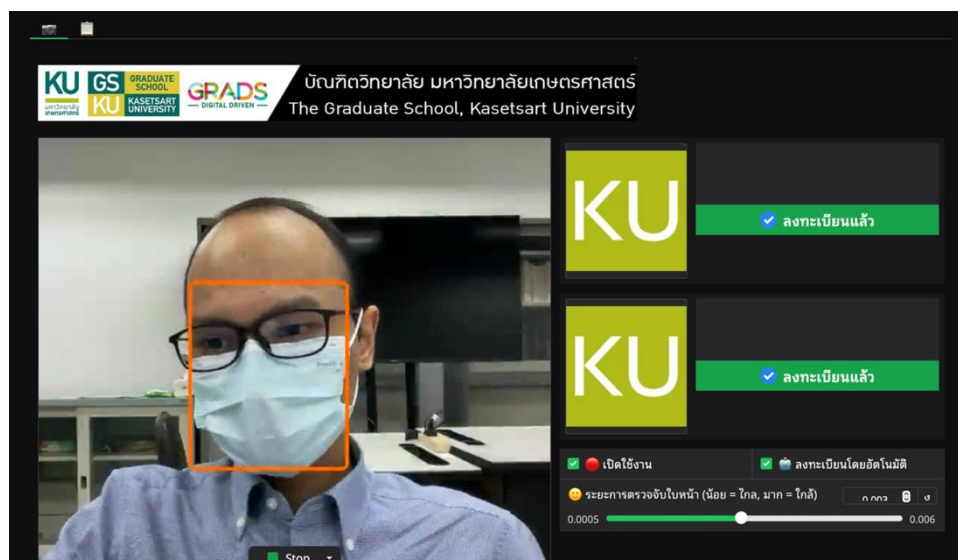 KU
มหาวิทยาลัย
เกษตรศาสตร์
GS
KU
GRADUATE
SCHOOL
KASETSART
UNIVERSITY
GRADS
DIGITAL DRIVEN
บัณฑิตวิทยาลัย มหาวิทยาลัยเกษตรศาสตร์
The Graduate School, Kasetsart University
KU
ลงทะเบียนแล้ว
KU
ลงทะเบียนแล้ว
เปิดใช้งาน
ลงทะเบียนโดยอัตโนมัติ
ระยะการตรวจจับใบหน้า (น้อย = ไกล, มาก = ใกล้)
0.003
0.0005
0.006
Stop